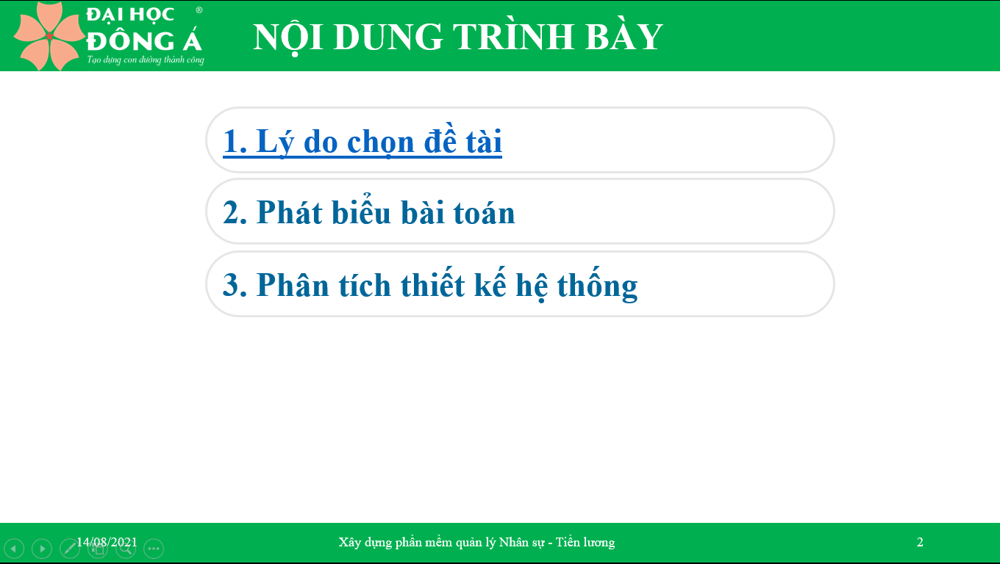 ĐẠI HỌC ®
ĐÔNG Á
Tạo dựng con đường thành công
NỘI DUNG TRÌNH BÀY
1. Lý do chọn đề tài
2. Phát biểu bài toán
3. Phân tích thiết kế hệ thống
14/08/2021
Xây dựng phần mềm quản lý Nhân sự - Tiền lương
2